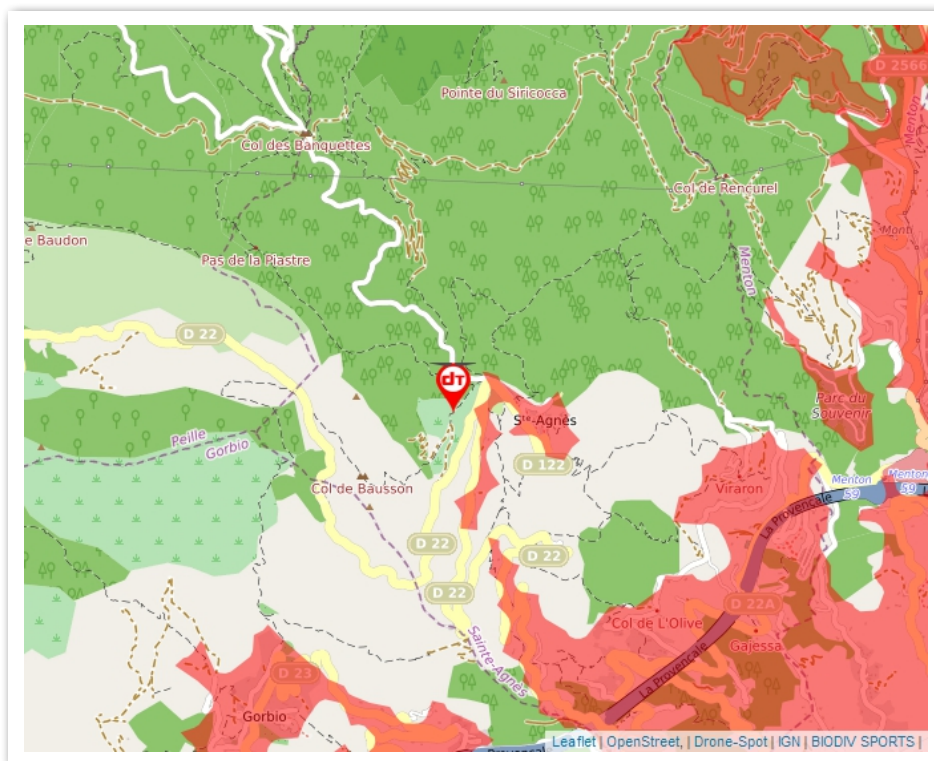 D 2566
Pointe du Siricocca
Menton
Col des Banquettes
Col de Rencurel
Monti
e Baudon
Pas de la Piastre
Menton
D 22
dT
Parc du
Souvenir
Ste-Agnès
Peille
Gorbio
D 122
Col de Bausson
Viraron
Menton
59
Menton
59
La Provençale
D 22
D 22
D 22
D 22A
Col de L'Olive
Gajessa
Sainte-Agnès
La Provençale
D 23
Gorbio
Provençal
Leaflet | OpenStreet, | Drone-Spot | IGN | BIODIV SPORTS |